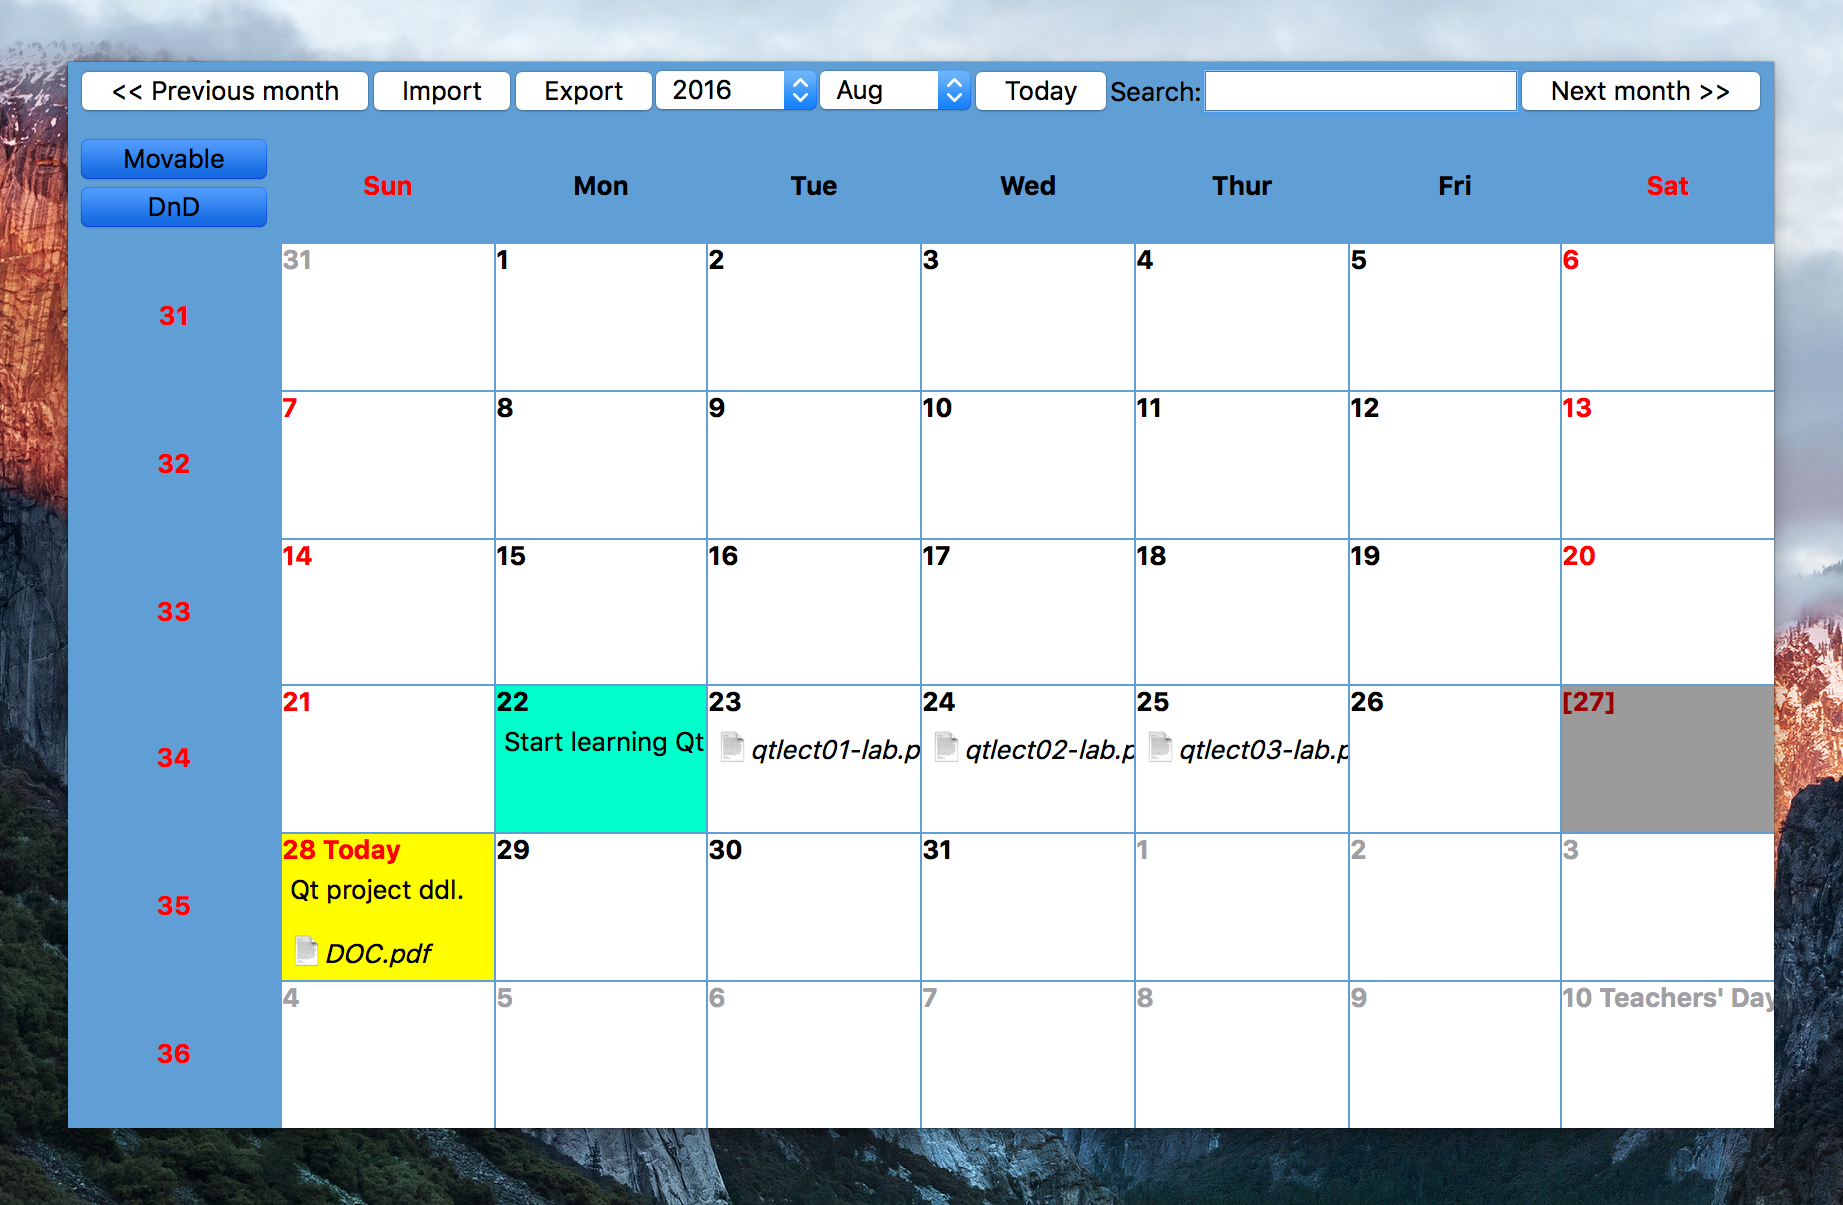 << Previous month Import Export 2016 Aug Today Search: Next month >>
Movable
DnD
Sun Mon Tue Wed Thur Fri Sat
31 1 2 3 4 5 6
31
7 8 9 10 11 12 13
32
14 15 16 17 18 19 20
33
21 22 23 24 25 26 [27]
Start learning Qt qtlect01-lab.p qtlect02-lab.p qtlect03-lab.p
34
28 Today 29 30 31 1 2 3
Qt project ddl.
35
DOC.pdf
4 5 6 7 8 9 10 Teachers' Day
36